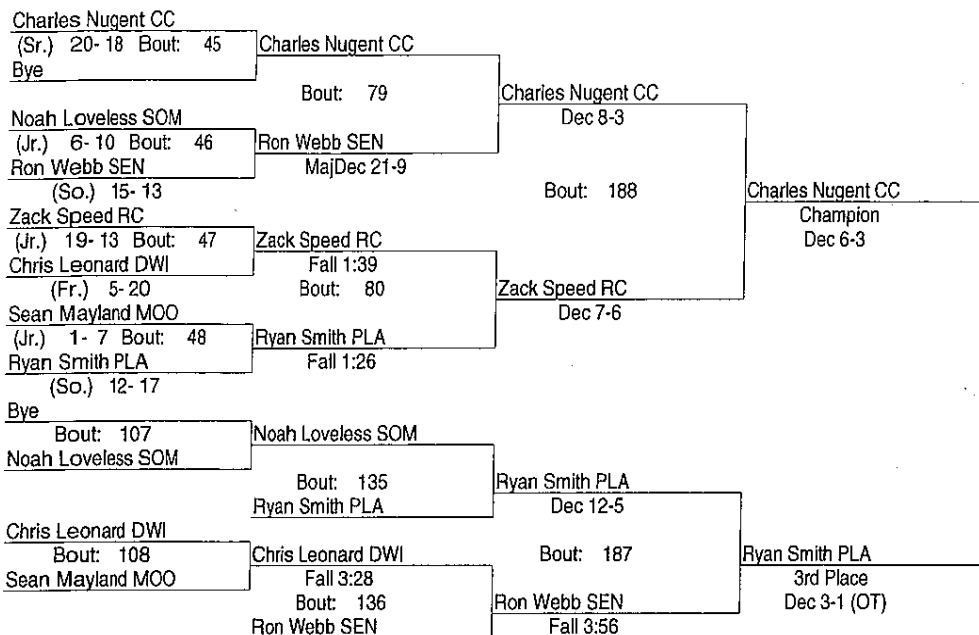 Charles Nugent CC
(Sr.) 20- 18 Bout: 45
Bye
Charles Nugent CC
Bout: 79
Noah Loveless SOM
(Jr.) 6- 10 Bout: 46
Ron Webb SEN
(So.) 15- 13
Ron Webb SEN
MajDec 21-9
Charles Nugent CC
Dec 8-3
Bout: 188
Zack Speed RC
(Jr.) 19- 13 Bout: 47
Chris Leonard DWI
(Fr.) 5- 20
Zack Speed RC
Fall 1:39
Bout: 80
Sean Mayland MOO
(Jr.) 1- 7 Bout: 48
Ryan Smith PLA
(So.) 12- 17
Ryan Smith PLA
Fall 1:26
Zack Speed RC
Dec 7-6
Charles Nugent CC
Champion
Dec 6-3
Bye
Bout: 107
Noah Loveless SOM
Noah Loveless SOM
Bout: 135
Ryan Smith PLA
Ryan Smith PLA
Dec 12-5
Bout: 187
Chris Leonard DWI
Bout: 108
Sean Mayland MOO
Chris Leonard DWI
Fall 3:28
Bout: 136
Ron Webb SEN
Ron Webb SEN
Fall 3:56
Ryan Smith PLA
3rd Place
Dec 3-1 (OT)